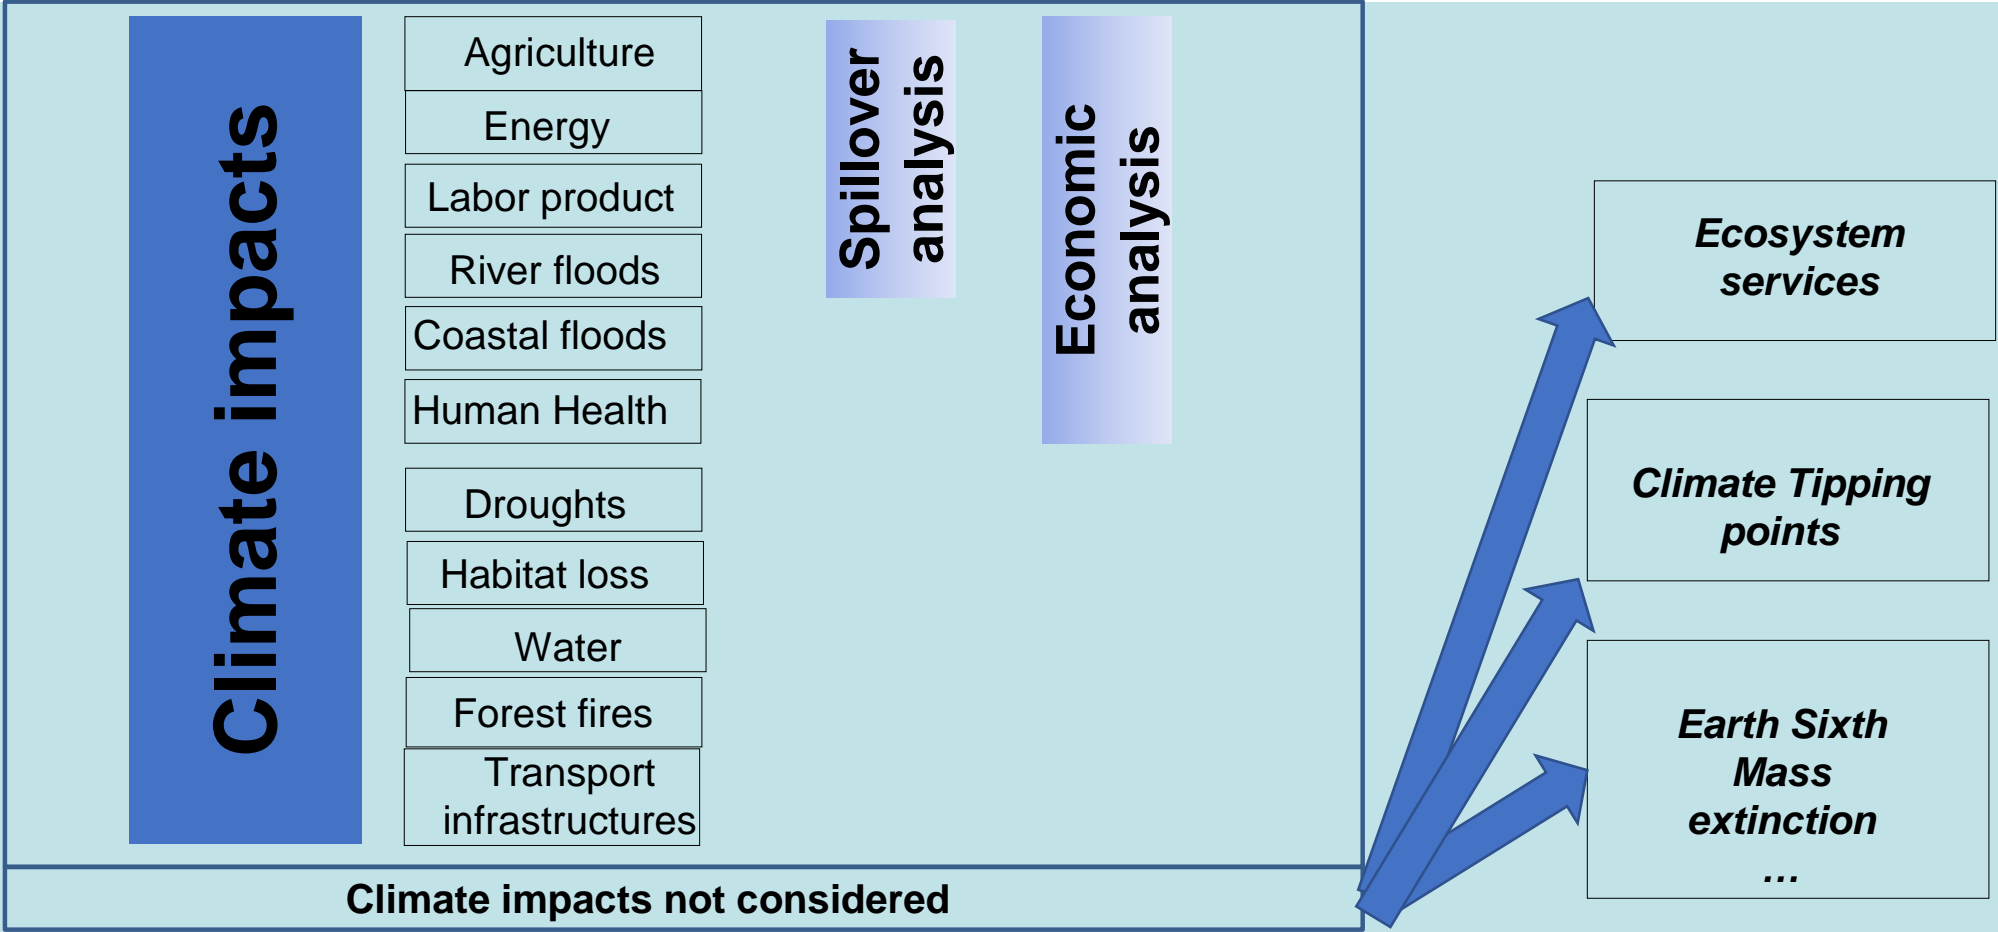 Climate impacts
Agriculture
Energy
Labor product
River floods
Coastal floods
Human Health
Droughts
Habitat loss
Water
Forest fires
Transport
infrastructures
Spillover
analysis
Economic
analysis
Ecosystem
services
Climate Tipping
points
Earth Sixth
Mass
extinction
…
Climate impacts not considered